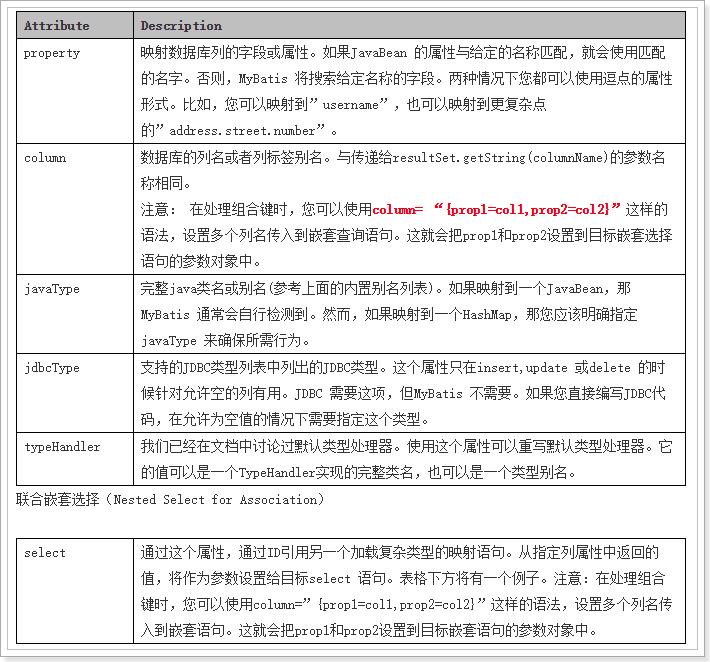 Attribute Description
property 映射数据库列的字段或属性。如果JavaBean 的属性与给定的名称匹配，就会使用匹配
的名字。否则，MyBatis 将搜索给定名称的字段。两种情况下您都可以使用逗点的属性
形式。比如，您可以映射到”username”，也可以映射到更复杂点
的”address.street.number”。
column 数据库的列名或者列标签别名。与传递给resultSet.getString(columnName)的参数名
称相同。
注意： 在处理组合键时，您可以使用column= “{prop1=col1,prop2=col2}”这样的
语法，设置多个列名传入到嵌套查询语句。这就会把prop1和prop2设置到目标嵌套选择
语句的参数对象中。
javaType 完整java类名或别名(参考上面的内置别名列表)。如果映射到一个JavaBean，那
MyBatis 通常会自行检测到。然而，如果映射到一个HashMap，那您应该明确指定
javaType 来确保所需行为。
jdbcType 支持的JDBC类型列表中列出的JDBC类型。这个属性只在insert,update 或delete 的时
候针对允许空的列有用。JDBC 需要这项，但MyBatis 不需要。如果您直接编写JDBC代
码，在允许为空值的情况下需要指定这个类型。
typeHandler 我们已经在文档中讨论过默认类型处理器。使用这个属性可以重写默认类型处理器。它
的值可以是一个TypeHandler实现的完整类名，也可以是一个类型别名。
联合嵌套选择（Nested Select for Association）
select 通过这个属性，通过ID引用另一个加载复杂类型的映射语句。从指定列属性中返回的
值，将作为参数设置给目标select 语句。表格下方将有一个例子。注意：在处理组合
键时，您可以使用column=”{prop1=col1,prop2=col2}”这样的语法，设置多个列名传
入到嵌套语句。这就会把prop1和prop2设置到目标嵌套语句的参数对象中。